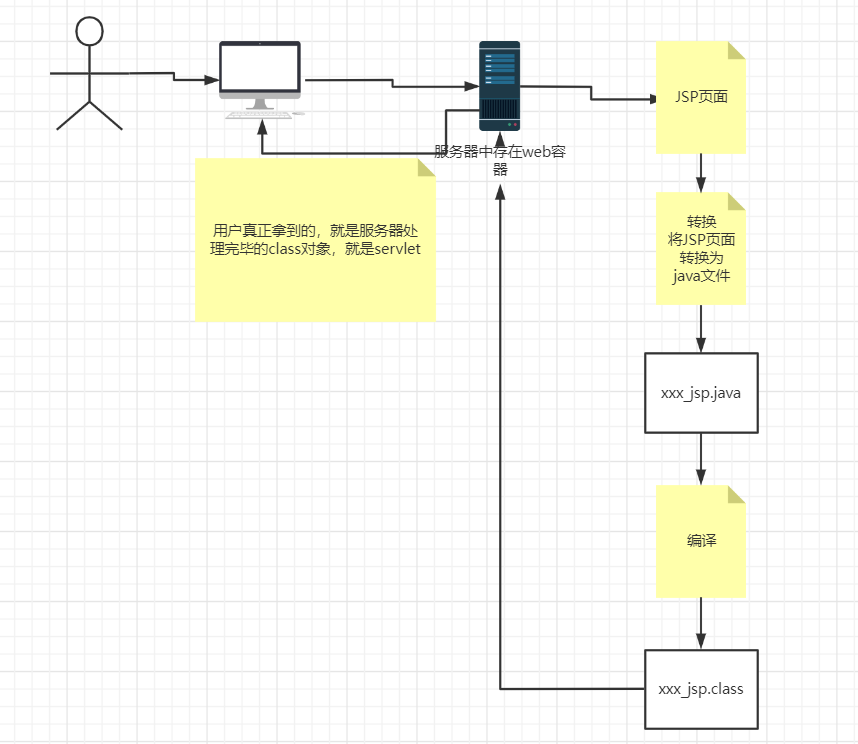 JSP页面
服务器中存在web容
器
用户真正拿到的，就是服务器处
理完毕的class对象，就是servlet
转换
将JSP页面
转换为
java文件
xxx_jsp.java
编译
xxx_jsp.class